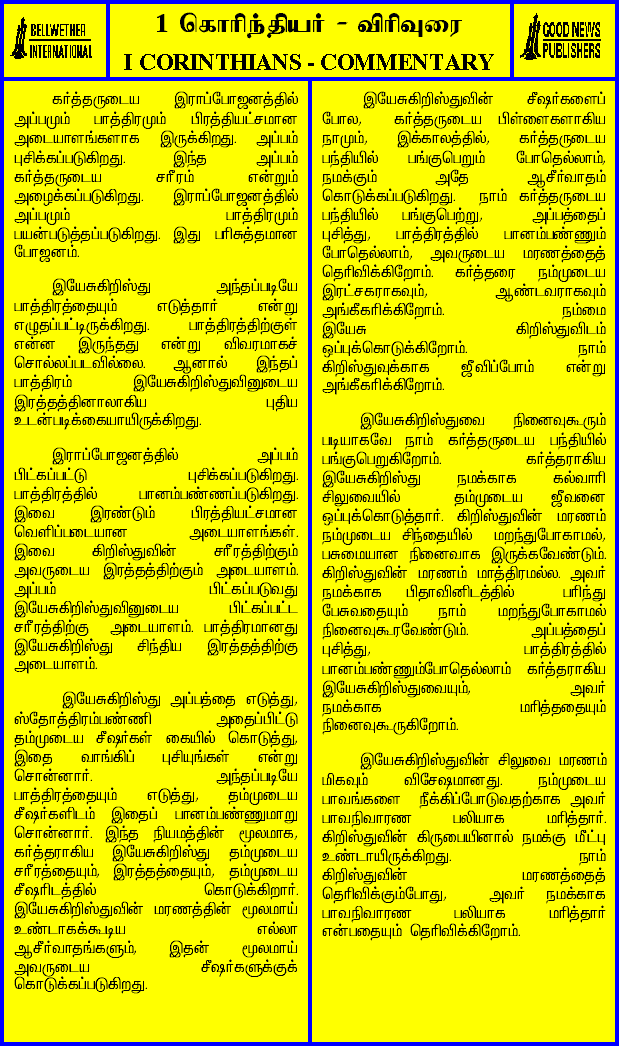 BELLWETHER
INTERNATIONAL
1 கொரிந்தியர் - விரிவுரை
I CORINTHIANS - COMMENTARY
GOOD NEWS
PUBLISHERS
கர்த்தருடைய இராப்போஜனத்தில்
அப்பமும் பாத்திரமும் பிரத்தியட்சமான
அடையாளங்களாக இருக்கிறது. அப்பம்
புசிக்கப்படுகிறது. இந்த அப்பம்
கர்த்தருடைய சரீரம் என்றும்
அழைக்கப்படுகிறது. இராப்போஜனத்தில்
அப்பமும் பாத்திரமும்
பயன்படுத்தப்படுகிறது. இது பரிசுத்தமான
போஜனம்.
இயேசுகிறிஸ்து அந்தப்படியே
பாத்திரத்தையும் எடுத்தார் என்று
எழுதப்பட்டிருக்கிறது. பாத்திரத்திற்குள்
என்ன இருந்தது என்று விவரமாகச்
சொல்லப்படவில்லை. ஆனால் இந்தப்
பாத்திரம் இயேசுகிறிஸ்துவினுடைய
இரத்தத்தினாலாகிய புதிய
உடன்படிக்கையாயிருக்கிறது.
இராப்போஜனத்தில் அப்பம்
பிட்கப்பட்டு புசிக்கப்படுகிறது.
பாத்திரத்தில் பானம்பண்ணப்படுகிறது.
இவை இரண்டும் பிரத்தியட்சமான
வெளிப்படையான அடையாளங்கள்.
இவை கிறிஸ்துவின் சரீரத்திற்கும்
அவருடைய இரத்தத்திற்கும் அடையாளம்.
அப்பம் பிட்கப்படுவது
இயேசுகிறிஸ்துவினுடைய பிட்கப்பட்ட
சரீரத்திற்கு அடையாளம். பாத்திரமானது
இயேசுகிறிஸ்து சிந்திய இரத்தத்திற்கு
அடையாளம்.
இயேசுகிறிஸ்து அப்பத்தை எடுத்து,
ஸ்தோத்திரம்பண்ணி அதைப்பிட்டு
தம்முடைய சீஷர்கள் கையில் கொடுத்து,
இதை வாங்கிப் புசியுங்கள் என்று
சொன்னார். அந்தப்படியே
பாத்திரத்தையும் எடுத்து, தம்முடைய
சீஷர்களிடம் இதைப் பானம்பண்ணுமாறு
சொன்னார். இந்த நியமத்தின் மூலமாக,
கர்த்தராகிய இயேசுகிறிஸ்து தம்முடைய
சரீரத்தையும், இரத்தத்தையும், தம்முடைய
சீஷரிடத்தில் கொடுக்கிறார்.
இயேசுகிறிஸ்துவின் மரணத்தின் மூலமாய்
உண்டாகக்கூடிய எல்லா
ஆசீர்வாதங்களும், இதன் மூலமாய்
அவருடைய சீஷர்களுக்குக்
கொடுக்கப்படுகிறது.
இயேசுகிறிஸ்துவின் சீஷர்களைப்
போல, கர்த்தருடைய பிள்ளைகளாகிய
நாமும், இக்காலத்தில், கர்த்தருடைய
பந்தியில் பங்குபெறும் போதெல்லாம்,
நமக்கும் அதே ஆசீர்வாதம்
கொடுக்கப்படுகிறது. நாம் கர்த்தருடைய
பந்தியில் பங்குபெற்று, அப்பத்தைப்
புசித்து, பாத்திரத்தில் பானம்பண்ணும்
போதெல்லாம், அவருடைய மரணத்தைத்
தெரிவிக்கிறோம். கர்த்தரை நம்முடைய
இரட்சகராகவும், ஆண்டவராகவும்
அங்கீகரிக்கிறோம். நம்மை
இயேசு கிறிஸ்துவிடம்
ஒப்புக்கொடுக்கிறோம். நாம்
கிறிஸ்துவுக்காக ஜீவிப்போம் என்று
அங்கீகரிக்கிறோம்.
இயேசுகிறிஸ்துவை நினைவுகூரும்
படியாகவே நாம் கர்த்தருடைய பந்தியில்
பங்குபெறுகிறோம். கர்த்தராகிய
இயேசுகிறிஸ்து நமக்காக கல்வாரி
சிலுவையில் தம்முடைய ஜீவனை
ஒப்புக்கொடுத்தார். கிறிஸ்துவின் மரணம்
நம்முடைய சிந்தையில் மறந்துபோகாமல்,
பசுமையான நினைவாக இருக்கவேண்டும்.
கிறிஸ்துவின் மரணம் மாத்திரமல்ல. அவர்
நமக்காக பிதாவினிடத்தில் பரிந்து
பேசுவதையும் நாம் மறந்துபோகாமல்
நினைவுகூரவேண்டும். அப்பத்தைப்
புசித்து, பாத்திரத்தில்
பானம்பண்ணும்போதெல்லாம் கர்த்தராகிய
இயேசுகிறிஸ்துவையும், அவர்
நமக்காக மரித்ததையும்
நினைவுகூருகிறோம்.
இயேசுகிறிஸ்துவின் சிலுவை மரணம்
மிகவும் விசேஷமானது. நம்முடைய
பாவங்களை நீக்கிப்போடுவதற்காக அவர்
பாவநிவாரண பலியாக மரித்தார்.
கிறிஸ்துவின் கிருபையினால் நமக்கு மீட்பு
உண்டாயிருக்கிறது. நாம்
கிறிஸ்துவின் மரணத்தைத்
தெரிவிக்கும்போது, அவர் நமக்காக
பாவநிவாரண பலியாக மரித்தார்
என்பதையும் தெரிவிக்கிறோம்.